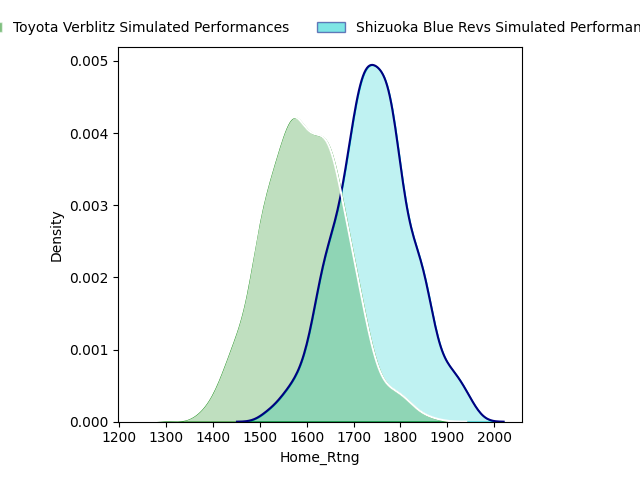 Toyota Verblitz Simulated Performances
Shizuoka Blue Revs Simulated Performan
0.005
0.004
0.003
0.002
0.001
0.000
Density
1200 1300 1400 1500 1600 1700 1800 1900 2000
Home_Rtng